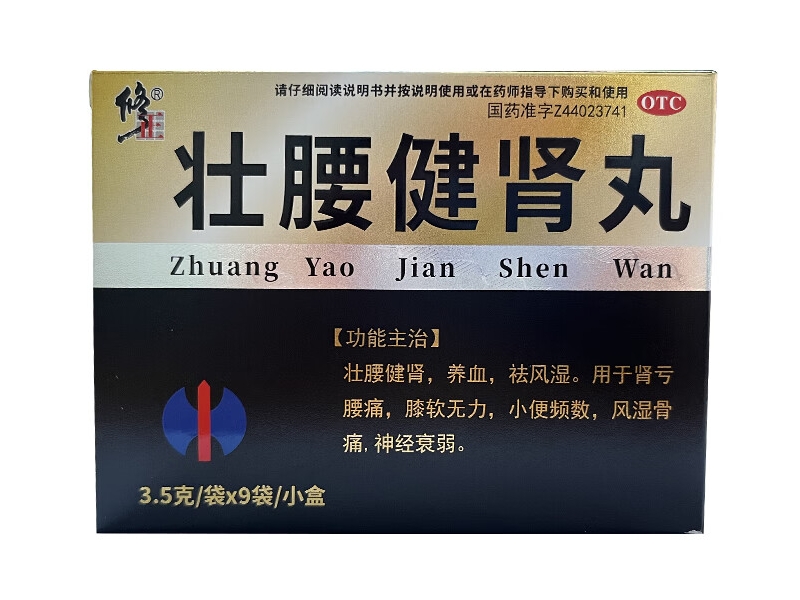 修正®
请仔细阅读说明书并按说明使用或在药师指导下购买和使用
国药准字Z44023741
OTC
壮腰健肾丸
Zhuang Yao Jian Shen Wan
【功能主治】
壮腰健肾，养血，祛风湿。用于肾亏
腰痛，膝软无力，小便频数，风湿骨
痛,神经衰弱。
3.5克/袋x9袋/小盒